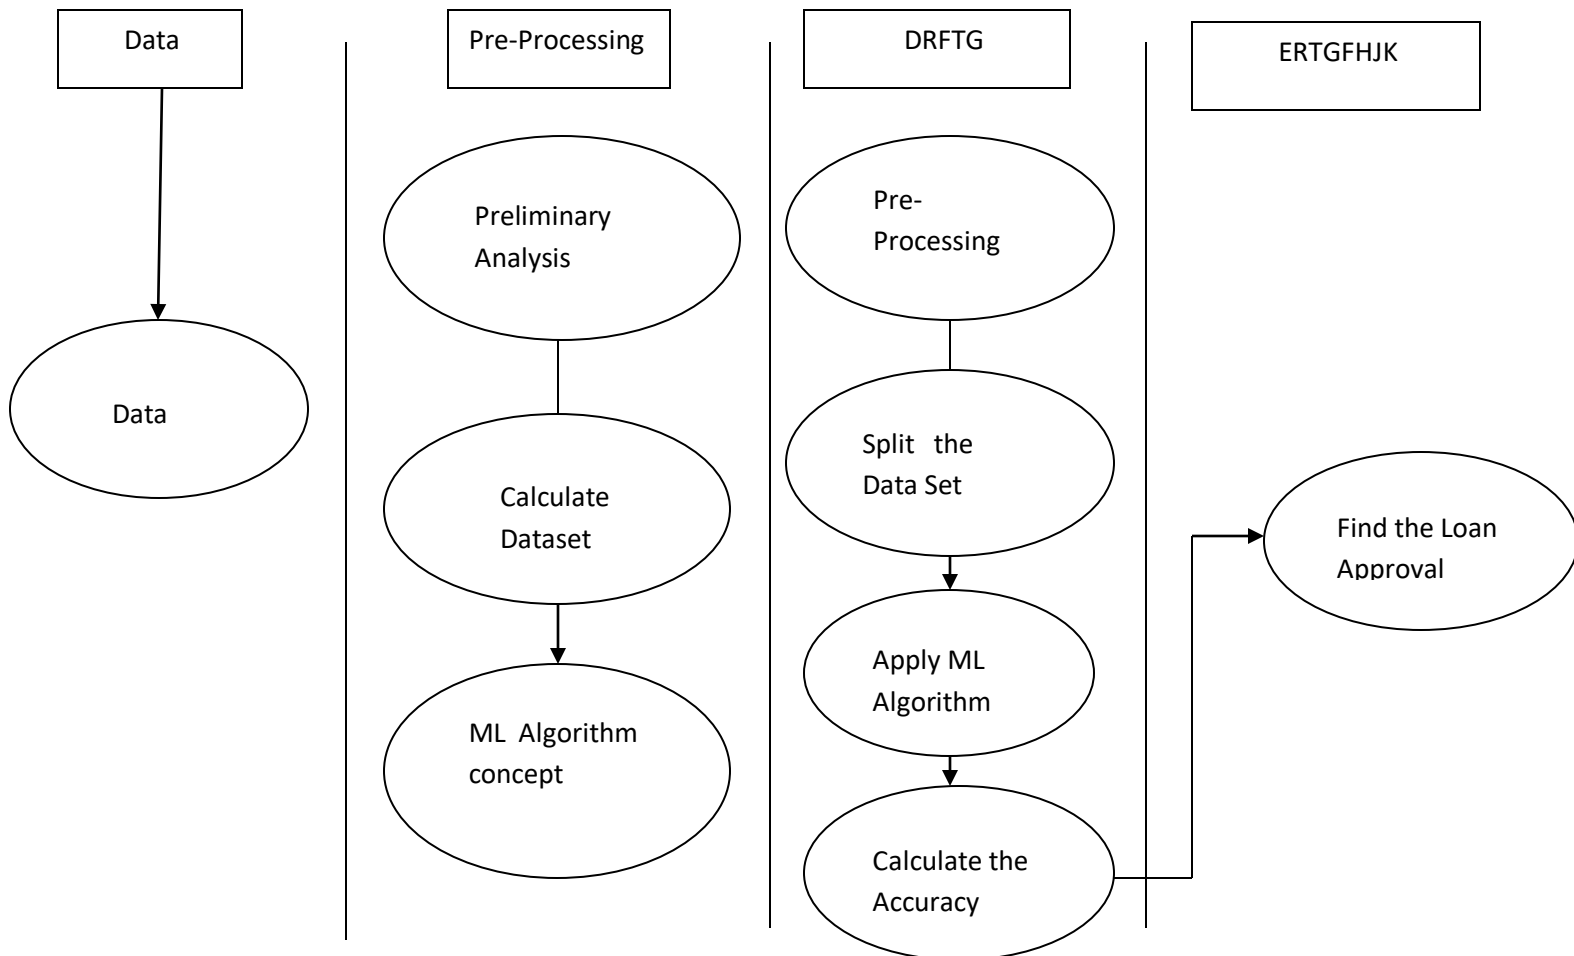 Data
Pre-Processing
DRFTG
ERTGFHJK
Data
Preliminary
Analysis
Calculate
Dataset
ML Algorithm
concept
Pre-
Processing
Split the
Data Set
Apply ML
Algorithm
Calculate the
Accuracy
Find the Loan
Approval